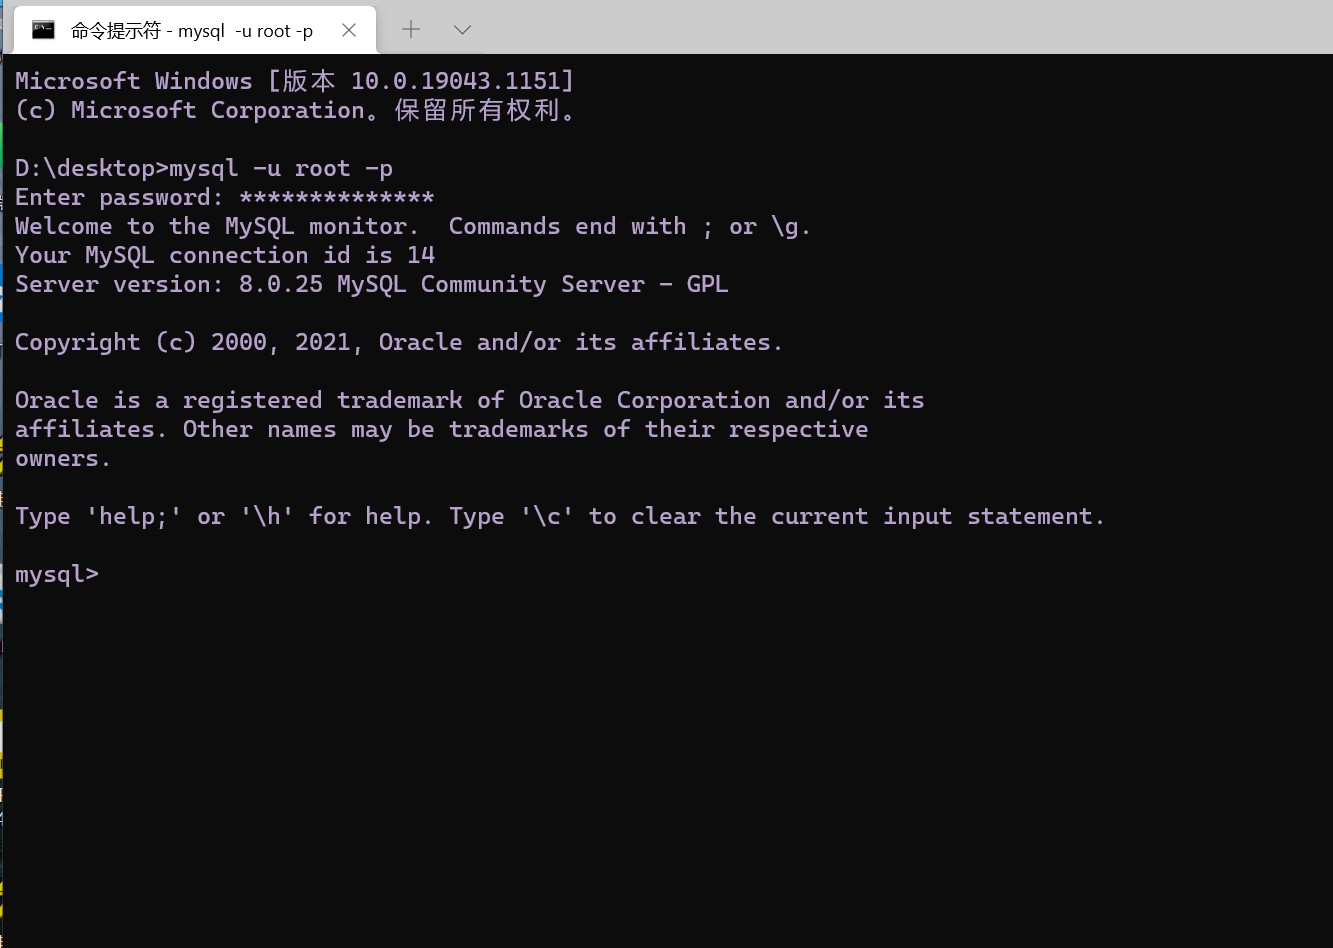 命令提示符 - mysql  -u root -p
Microsoft Windows [版本 10.0.19043.1151]
(c) Microsoft Corporation。保留所有权利。
D:\desktop>mysql -u root -p
Enter password: **************
Welcome to the MySQL monitor.  Commands end with ; or \g.
Your MySQL connection id is 14
Server version: 8.0.25 MySQL Community Server - GPL
Copyright (c) 2000, 2021, Oracle and/or its affiliates.
Oracle is a registered trademark of Oracle Corporation and/or its
affiliates. Other names may be trademarks of their respective
owners.
Type 'help;' or '\h' for help. Type '\c' to clear the current input statement.
mysql>